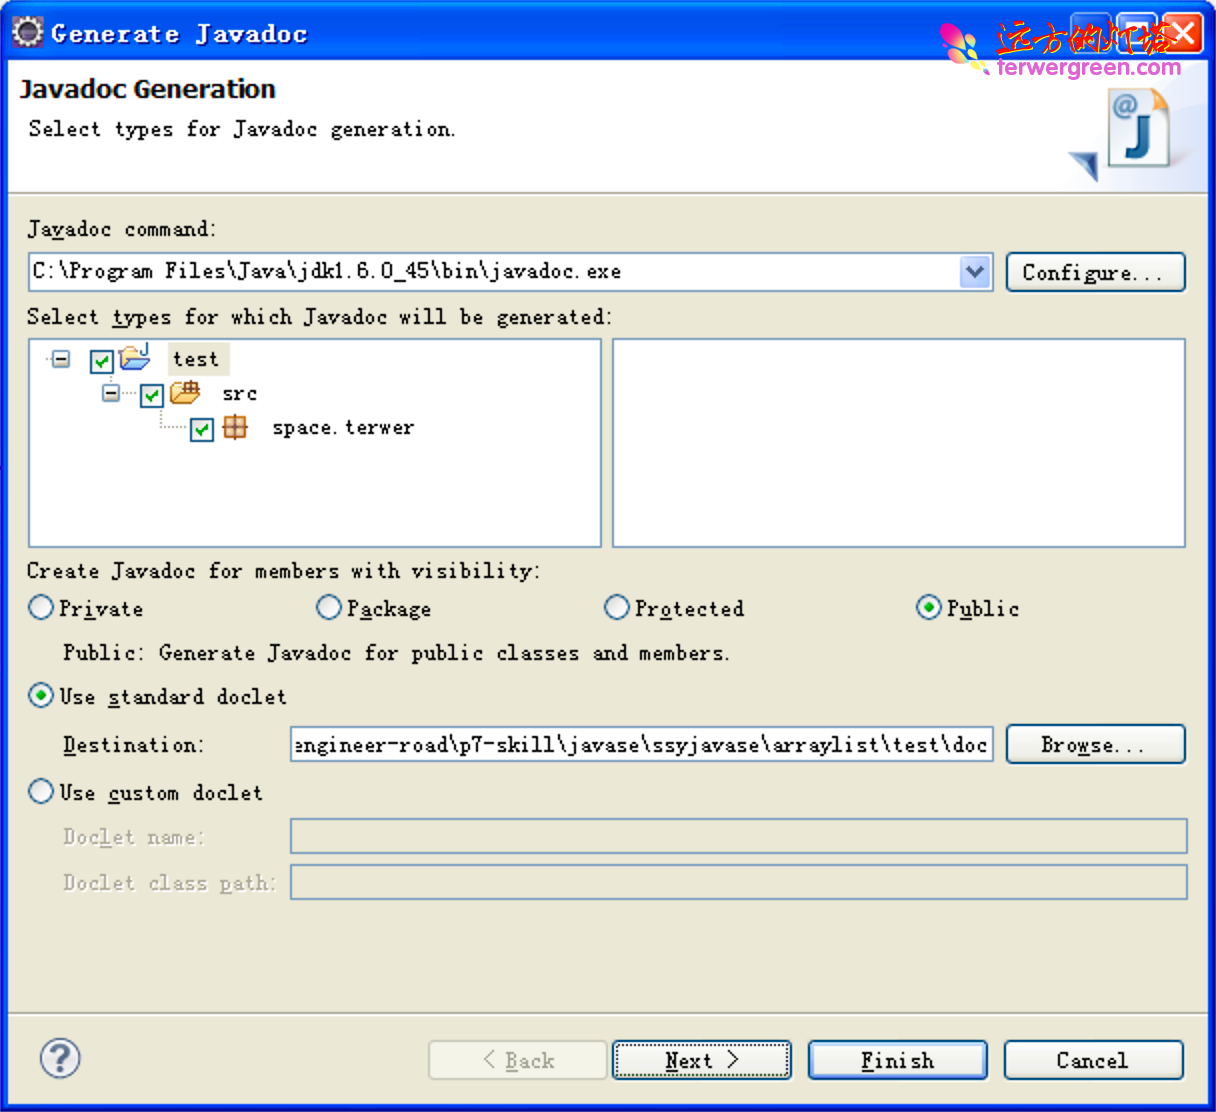 Generate Javadoc
远方的灯塔
terwergreen.com
Javadoc Generation
Select types for Javadoc generation.
@
J
Javadoc command:
C:\Program Files\Java\jdk1.6.0_45\bin\javadoc.exe
Configure...
Select types for which Javadoc will be generated:
test
src
space.terwer
Create Javadoc for members with visibility:
Private
Package
Protected
Public
Public: Generate Javadoc for public classes and members.
Use standard doclet
Destination:
engineer-road\p7-skill\javase\ssyjavase\arraylist\test\doc
Browse...
Use custom doclet
Doclet name:
Doclet class path:
?
< Back
Next >
Finish
Cancel